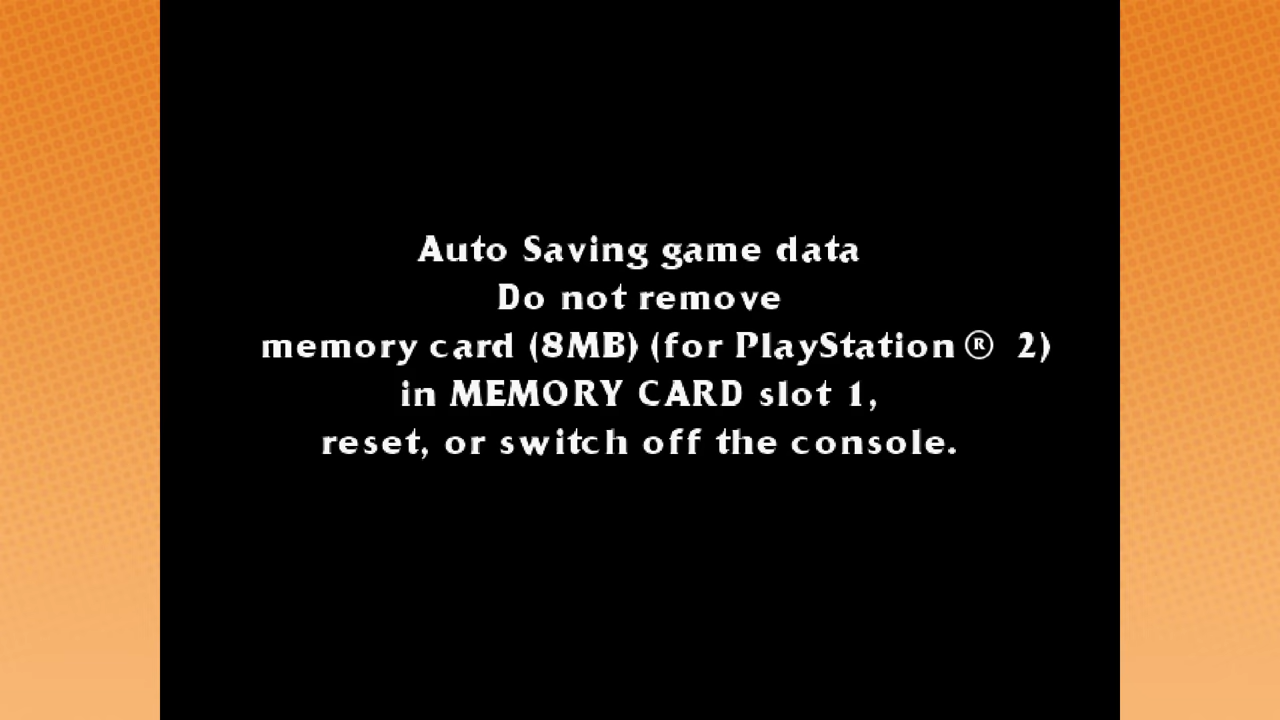 Auto Saving game data
Do not remove
memory card (8MB) (for PlayStation® 2)
in MEMORY CARD slot 1,
reset, or switch off the console.